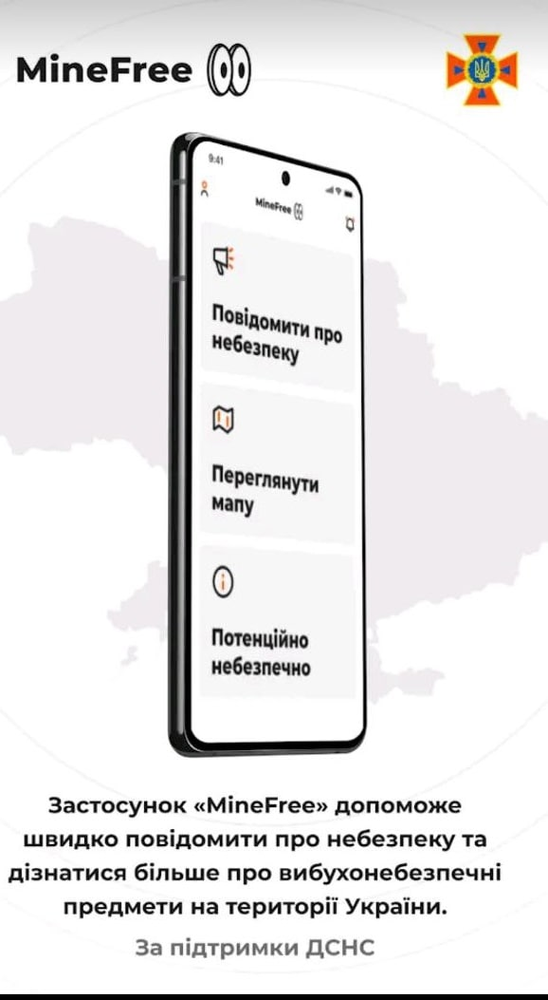 MineFree
9:41
MineFree
Повідомити про
небезпеку
Переглянути
мапу
Потенційно
небезпечно
Застосунок «MineFree» допоможе
швидко повідомити про небезпеку та
дізнатися більше про вибухонебезпечні
предмети на території України.
За підтримки ДСНС